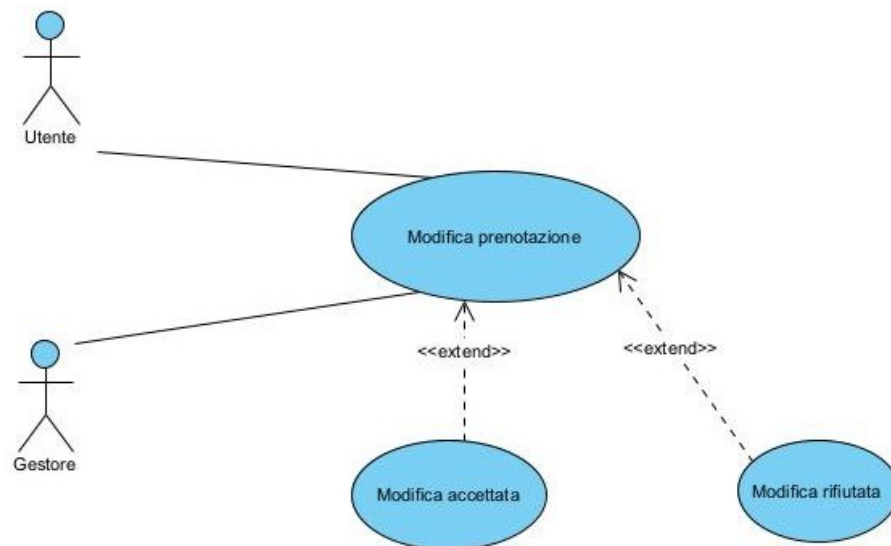 Utente
Modifica prenotazione
<<extend>>
<<extend>>
Gestore
Modifica accettata
Modifica rifiutata